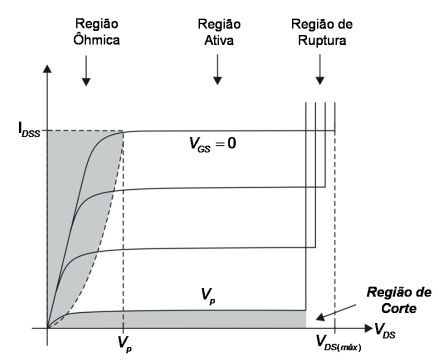 Região
Ôhmica
Região
Ativa
Região de
Ruptura
I_DSS
V_GS = 0
V_p
Região de
Corte
V_p
V_DS(máx)
V_DS